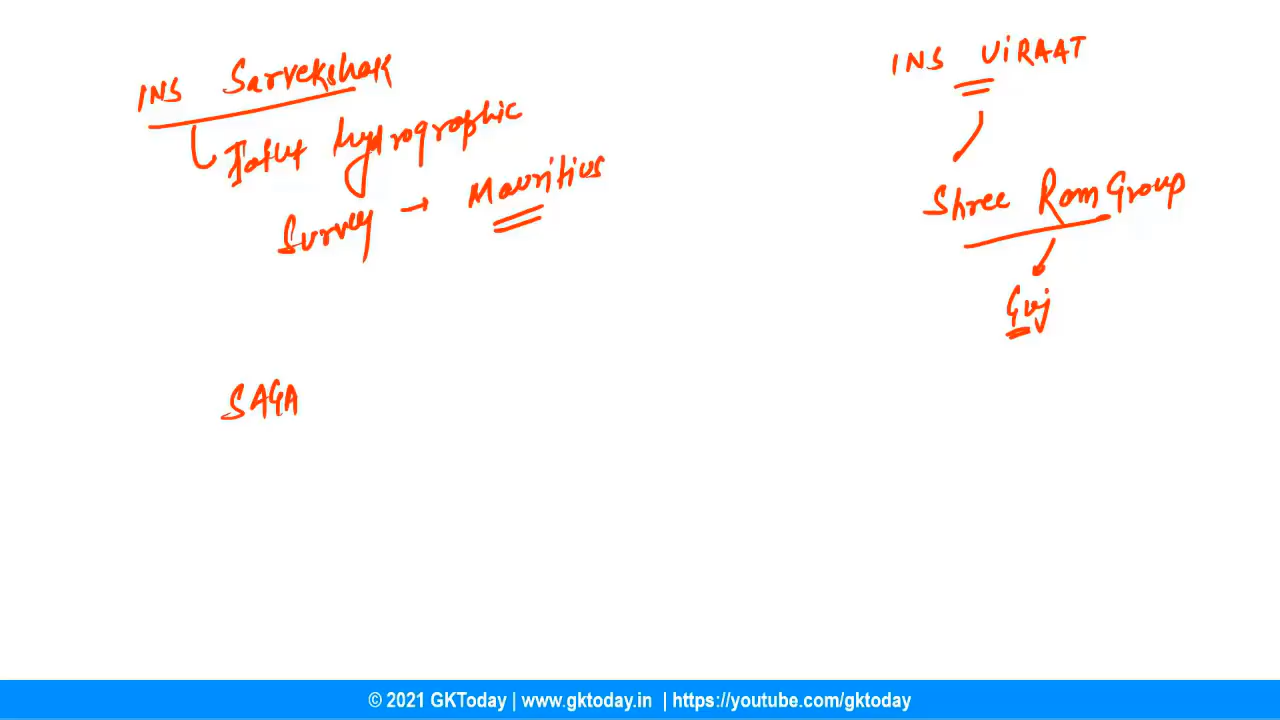 INS Sarvekshak
Joint hydrographic
Survey → Mauritius
SAGA
INS ViRAAT
Shree Ram Group
Guj
© 2021 GKToday | www.gktoday.in | https://youtube.com/gktoday